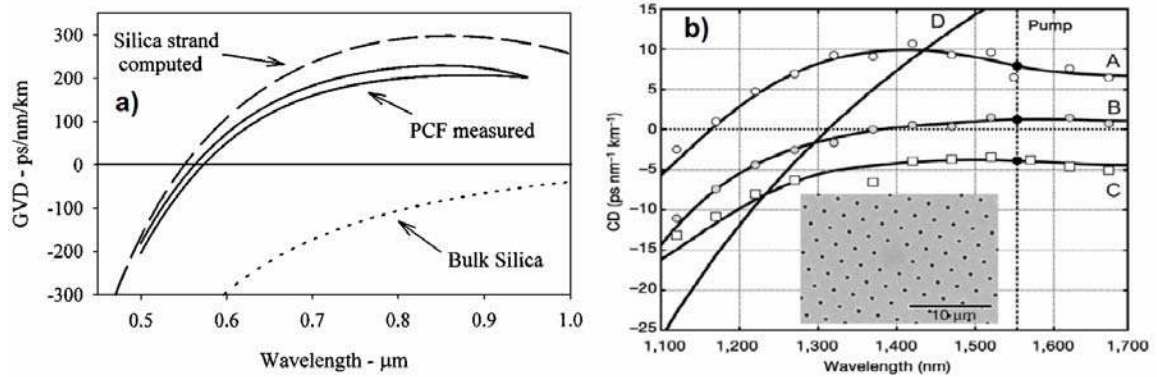 300
200
100
0
-100
-200
-300
GVD - ps/nm/km
Silica strand
computed
a)
PCF measured
Bulk Silica
0.5
0.6
0.7
0.8
0.9
1.0
Wavelength - μm
b)
D
Pump
15
10
5
0
−5
−10
−15
−20
−25
CD (ps nm⁻¹ km⁻¹)
A
B
C
10 μm
1,100
1,200
1,300
1,400
1,500
1,600
1,700
Wavelength (nm)